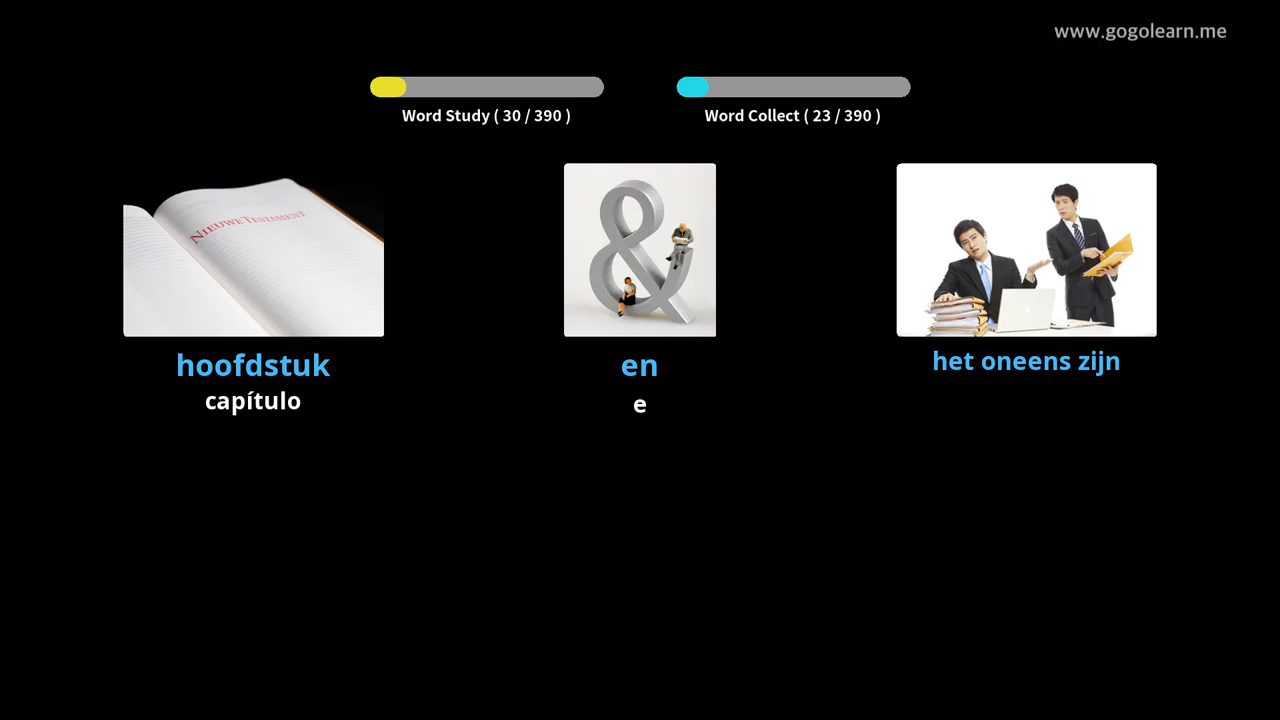 www.gogolearn.me
Word Study ( 30 / 390 )
Word Collect ( 23 / 390 )
NIEUWE TESTAMENT
hoofdstuk
en
het oneens zijn
capítulo
e